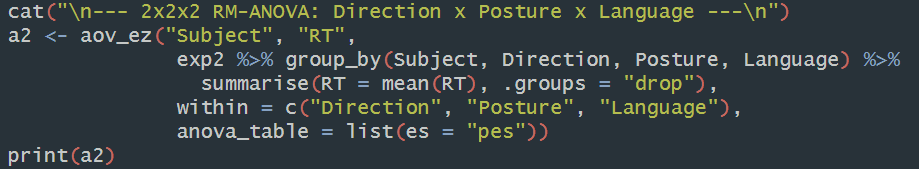 cat("\n--- 2x2x2 RM-ANOVA: Direction x Posture x Language ---\n")
a2 <- aov_ez("Subject", "RT",
             exp2 %>% group_by(Subject, Direction, Posture, Language) %>%
               summarise(RT = mean(RT), .groups = "drop"),
             within = c("Direction", "Posture", "Language"),
             anova_table = list(es = "pes"))
print(a2)